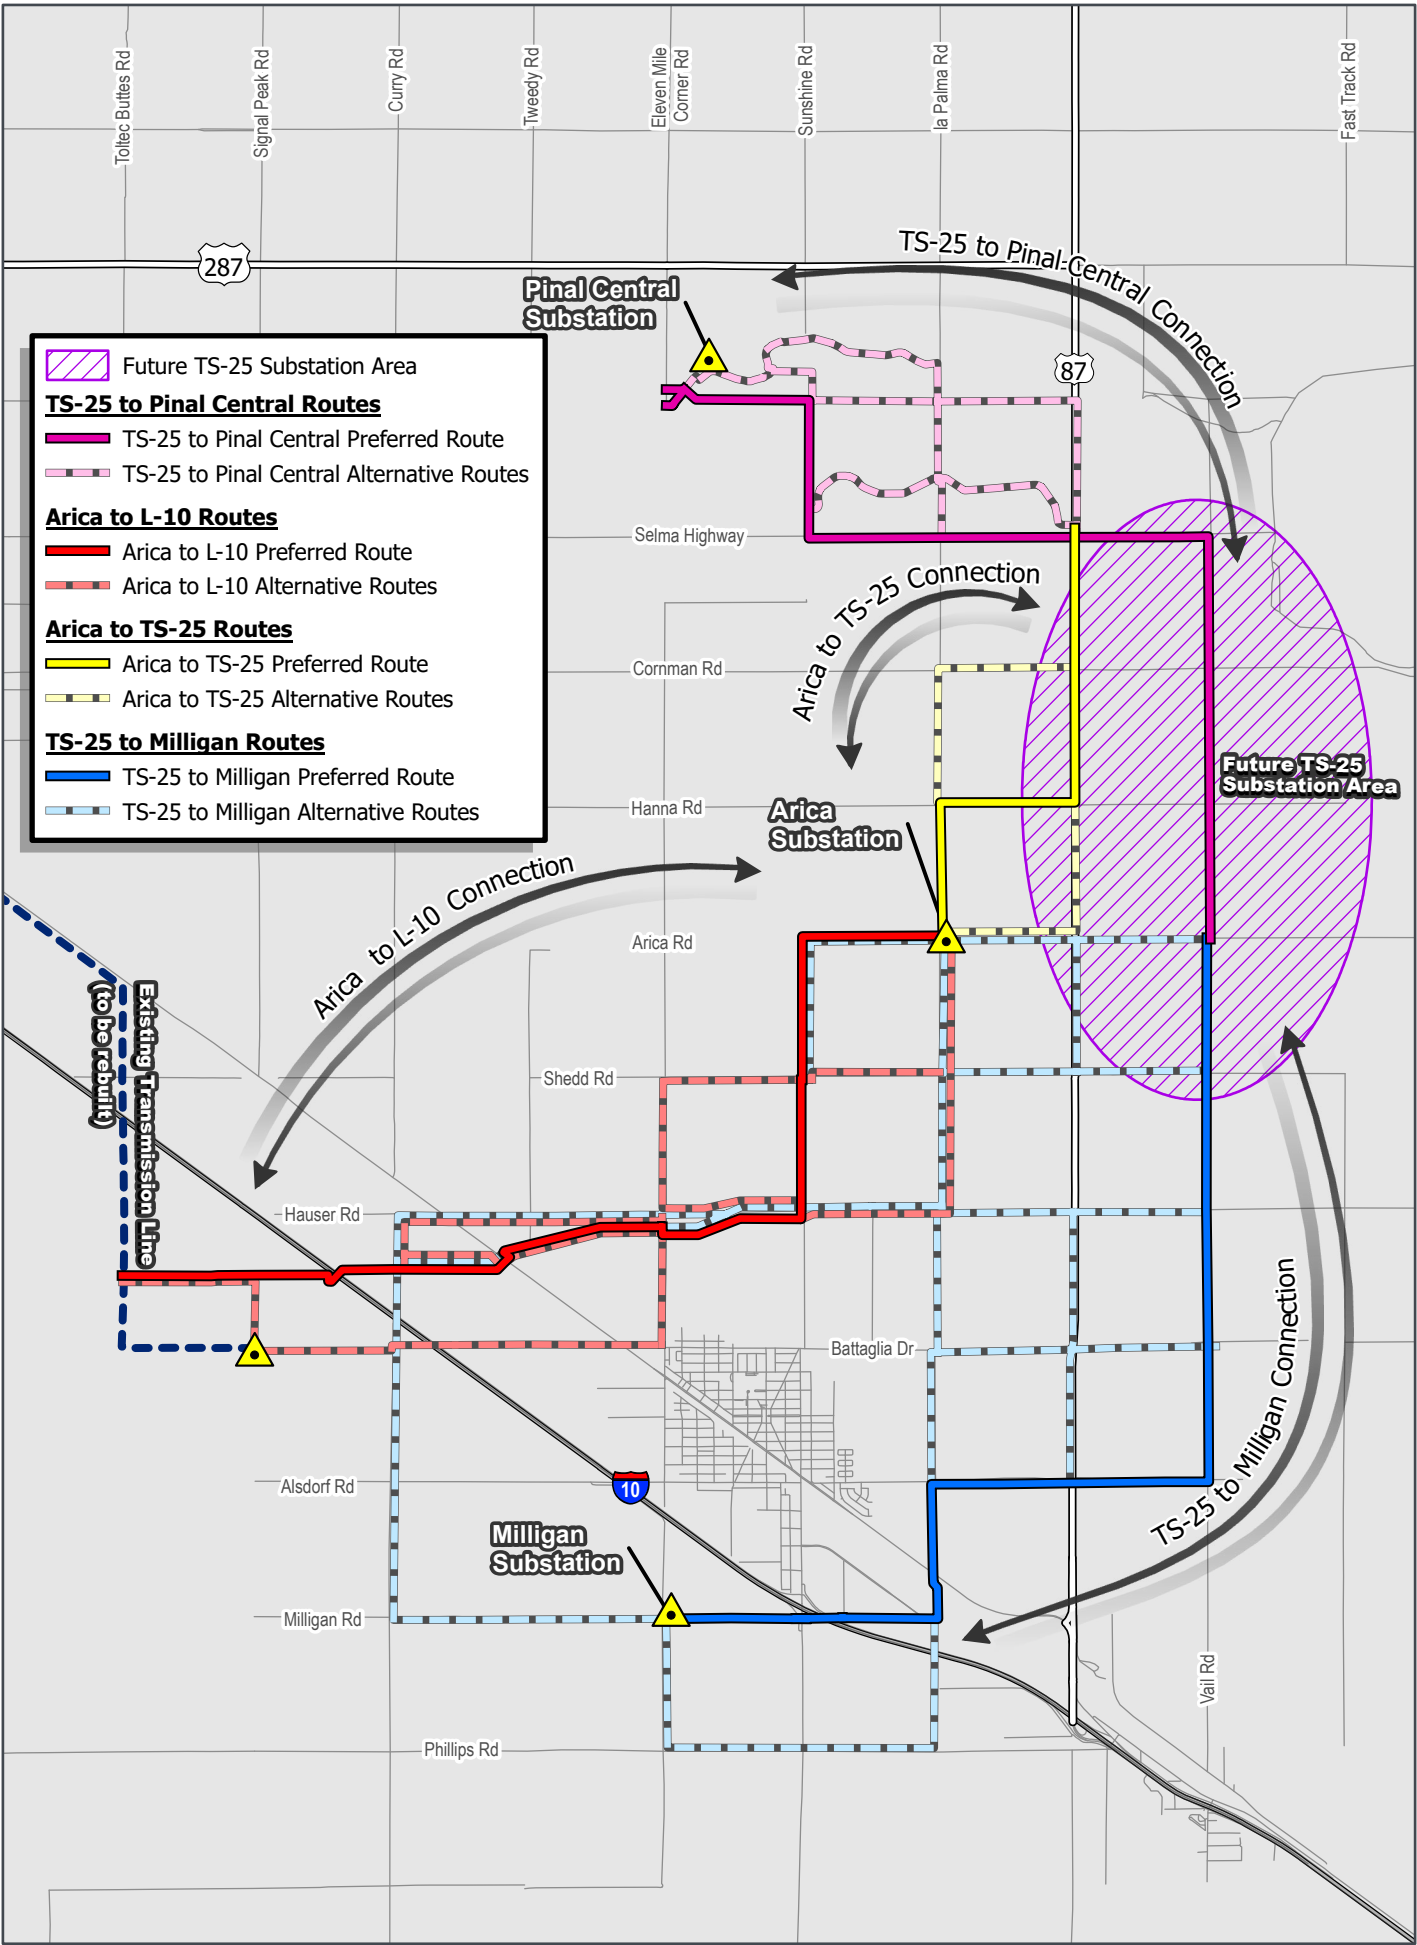 Toltec Buttes Rd
Signal Peak Rd
Curry Rd
Tweedy Rd
Eleven Mile
Corner Rd
Sunshine Rd
la Palma Rd
Fast Track Rd
287
TS-25 to Pinal Central Connection
Pinal Central
Substation
87
Future TS-25 Substation Area
TS-25 to Pinal Central Routes
TS-25 to Pinal Central Preferred Route
TS-25 to Pinal Central Alternative Routes
Arica to L-10 Routes
Arica to L-10 Preferred Route
Arica to L-10 Alternative Routes
Arica to TS-25 Routes
Arica to TS-25 Preferred Route
Arica to TS-25 Alternative Routes
TS-25 to Milligan Routes
TS-25 to Milligan Preferred Route
TS-25 to Milligan Alternative Routes
Selma Highway
Arica to TS-25 Connection
Cornman Rd
Future TS-25
Substation Area
Hanna Rd
Arica
Substation
Arica to L-10 Connection
Arica Rd
Existing Transmission Line
(to be rebuilt)
Shedd Rd
Hauser Rd
Battaglia Dr
TS-25 to Milligan Connection
Alsdorf Rd
10
Milligan
Substation
Milligan Rd
Vail Rd
Phillips Rd